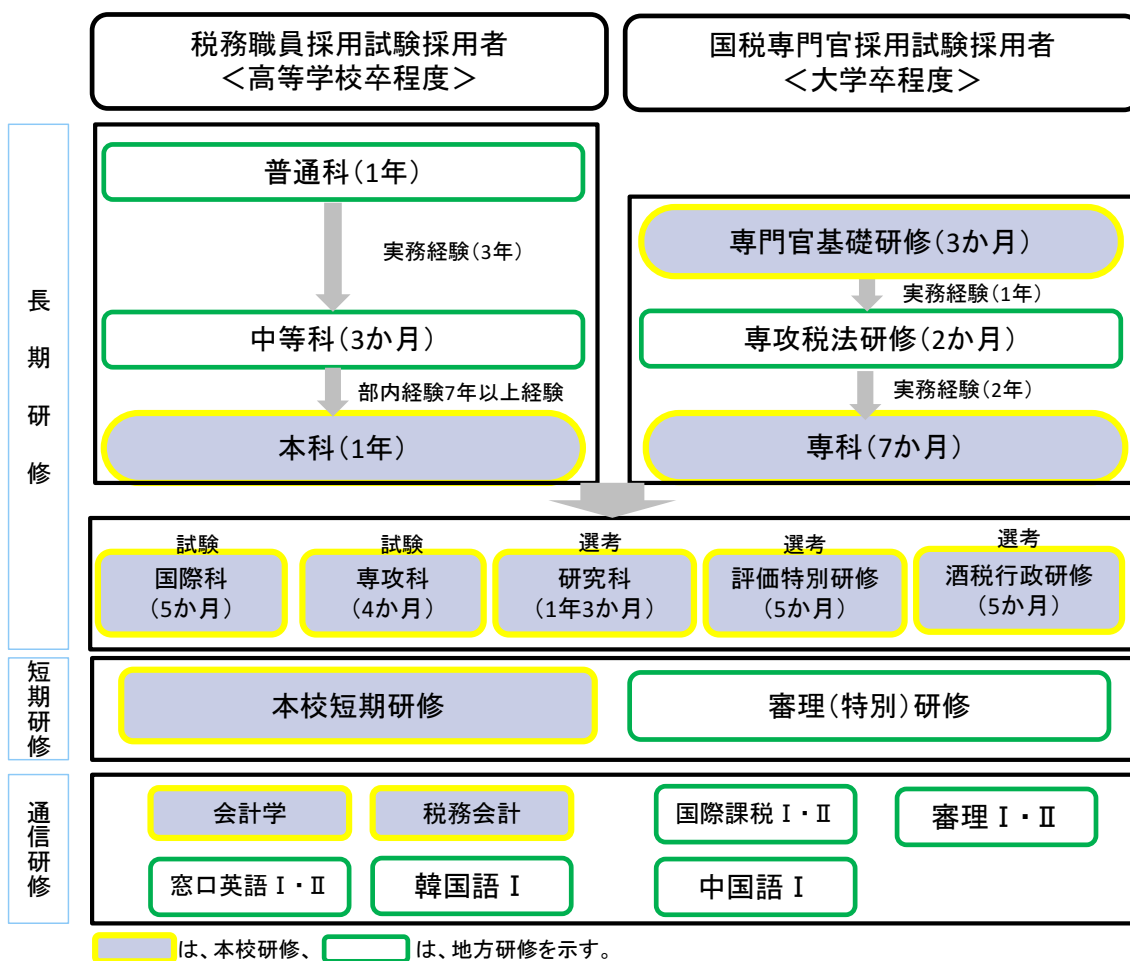 税務職員採用試験採用者
＜高等学校卒程度＞
国税専門官採用試験採用者
＜大学卒程度＞
長期研修
普通科（1年）
実務経験（3年）
中等科（3か月）
部内経験7年以上経験
本科（1年）
専門官基礎研修（3か月）
実務経験（1年）
専攻税法研修（2か月）
実務経験（2年）
専科（7か月）
試験
国際科
（5か月）
試験
専攻科
（4か月）
選考
研究科
（1年3か月）
選考
評価特別研修
（5か月）
選考
酒税行政研修
（5か月）
短期研修
本校短期研修
審理（特別）研修
通信研修
会計学
税務会計
国際課税Ⅰ・Ⅱ
審理Ⅰ・Ⅱ
窓口英語Ⅰ・Ⅱ
韓国語Ⅰ
中国語Ⅰ
は、本校研修、
は、地方研修を示す。